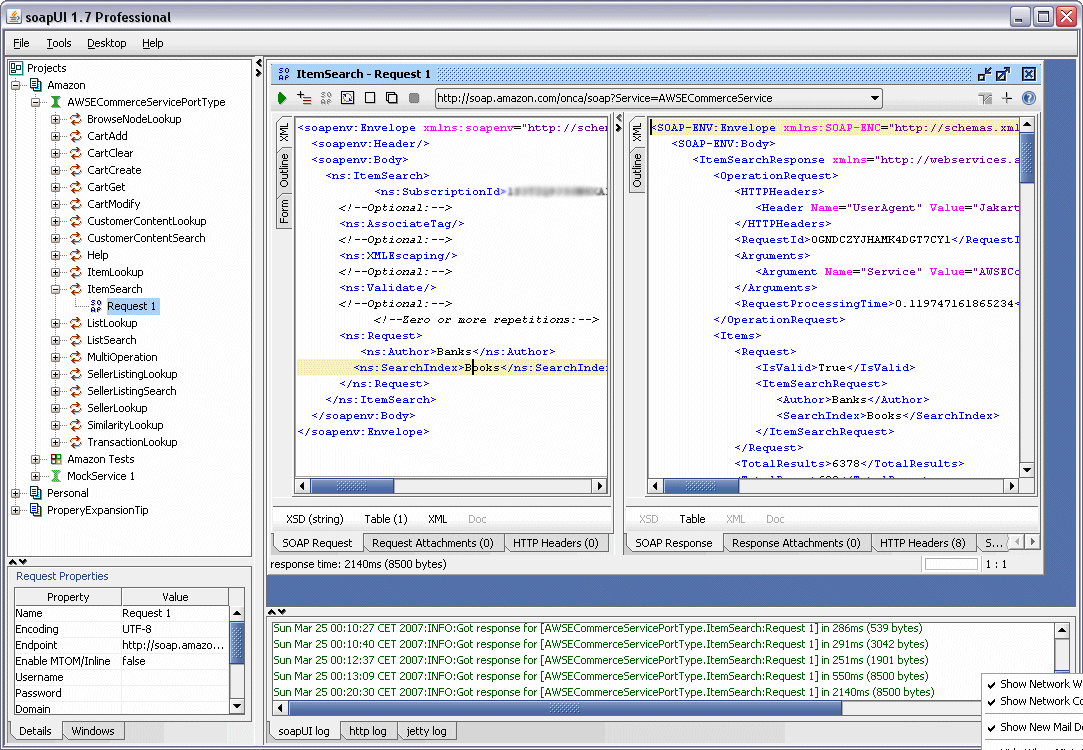 soapUI 1.7 Professional
File Tools Desktop Help
Projects
Amazon
AWSECommerceServicePortType
BrowseNodeLookup
CartAdd
CartClear
CartCreate
CartGet
CartModify
CustomerContentLookup
CustomerContentSearch
Help
ItemLookup
ItemSearch
Request 1
ListLookup
ListSearch
MultiOperation
SellerListingLookup
SellerListingSearch
SellerLookup
SimilarityLookup
TransactionLookup
Amazon Tests
MockService 1
Personal
ProperyExpansionTip
Request Properties
Property Value
Name Request 1
Encoding UTF-8
Endpoint http://soap.amazo...
Enable MTOM/Inline false
Username
Password
Domain
Details Windows
ItemSearch - Request 1
http://soap.amazon.com/onca/soap?Service=AWSECommerceService
XML
Outline
Form
<soapenv:Envelope xmlns:soapenv="http://schem
<soapenv:Header/>
<soapenv:Body>
<ns:ItemSearch>
<ns:SubscriptionId>
<!--Optional:-->
<ns:AssociateTag/>
<!--Optional:-->
<ns:XMLEscaping/>
<!--Optional:-->
<ns:Validate/>
<!--Optional:-->
<!--Zero or more repetitions:-->
<ns:Request>
<ns:Author>Banks</ns:Author>
<ns:SearchIndex>Books</ns:SearchInde
</ns:Request>
</ns:ItemSearch>
</soapenv:Body>
</soapenv:Envelope>
XSD (string) Table (1) XML Doc
SOAP Request Request Attachments (0) HTTP Headers (0)
XML
Outline
<SOAP-ENV:Envelope xmlns:SOAP-ENC="http://schemas.xml
<SOAP-ENV:Body>
<ItemSearchResponse xmlns="http://webservices.a
<OperationRequest>
<HTTPHeaders>
<Header Name="UserAgent" Value="Jakart
</HTTPHeaders>
<RequestId>0GNDCZYJHAMK4DGT7CY1</RequestI
<Arguments>
<Argument Name="Service" Value="AWSECo
</Arguments>
<RequestProcessingTime>0.119747161865234<
</OperationRequest>
<Items>
<Request>
<IsValid>True</IsValid>
<ItemSearchRequest>
<Author>Banks</Author>
<SearchIndex>Books</SearchIndex>
</ItemSearchRequest>
</Request>
<TotalResults>6378</TotalResults>
XSD Table XML Doc
SOAP Response Response Attachments (0) HTTP Headers (8) S...
response time: 2140ms (8500 bytes)
1 : 1
Sun Mar 25 00:10:27 CET 2007:INFO:Got response for [AWSECommerceServicePortType.ItemSearch:Request 1] in 286ms (539 bytes)
Sun Mar 25 00:10:40 CET 2007:INFO:Got response for [AWSECommerceServicePortType.ItemSearch:Request 1] in 291ms (3042 bytes)
Sun Mar 25 00:12:37 CET 2007:INFO:Got response for [AWSECommerceServicePortType.ItemSearch:Request 1] in 251ms (1901 bytes)
Sun Mar 25 00:13:09 CET 2007:INFO:Got response for [AWSECommerceServicePortType.ItemSearch:Request 1] in 550ms (8500 bytes)
Sun Mar 25 00:20:30 CET 2007:INFO:Got response for [AWSECommerceServicePortType.ItemSearch:Request 1] in 2140ms (8500 bytes)
soapUI log http log jetty log
Show Network W
Show Network Co
Show New Mail De